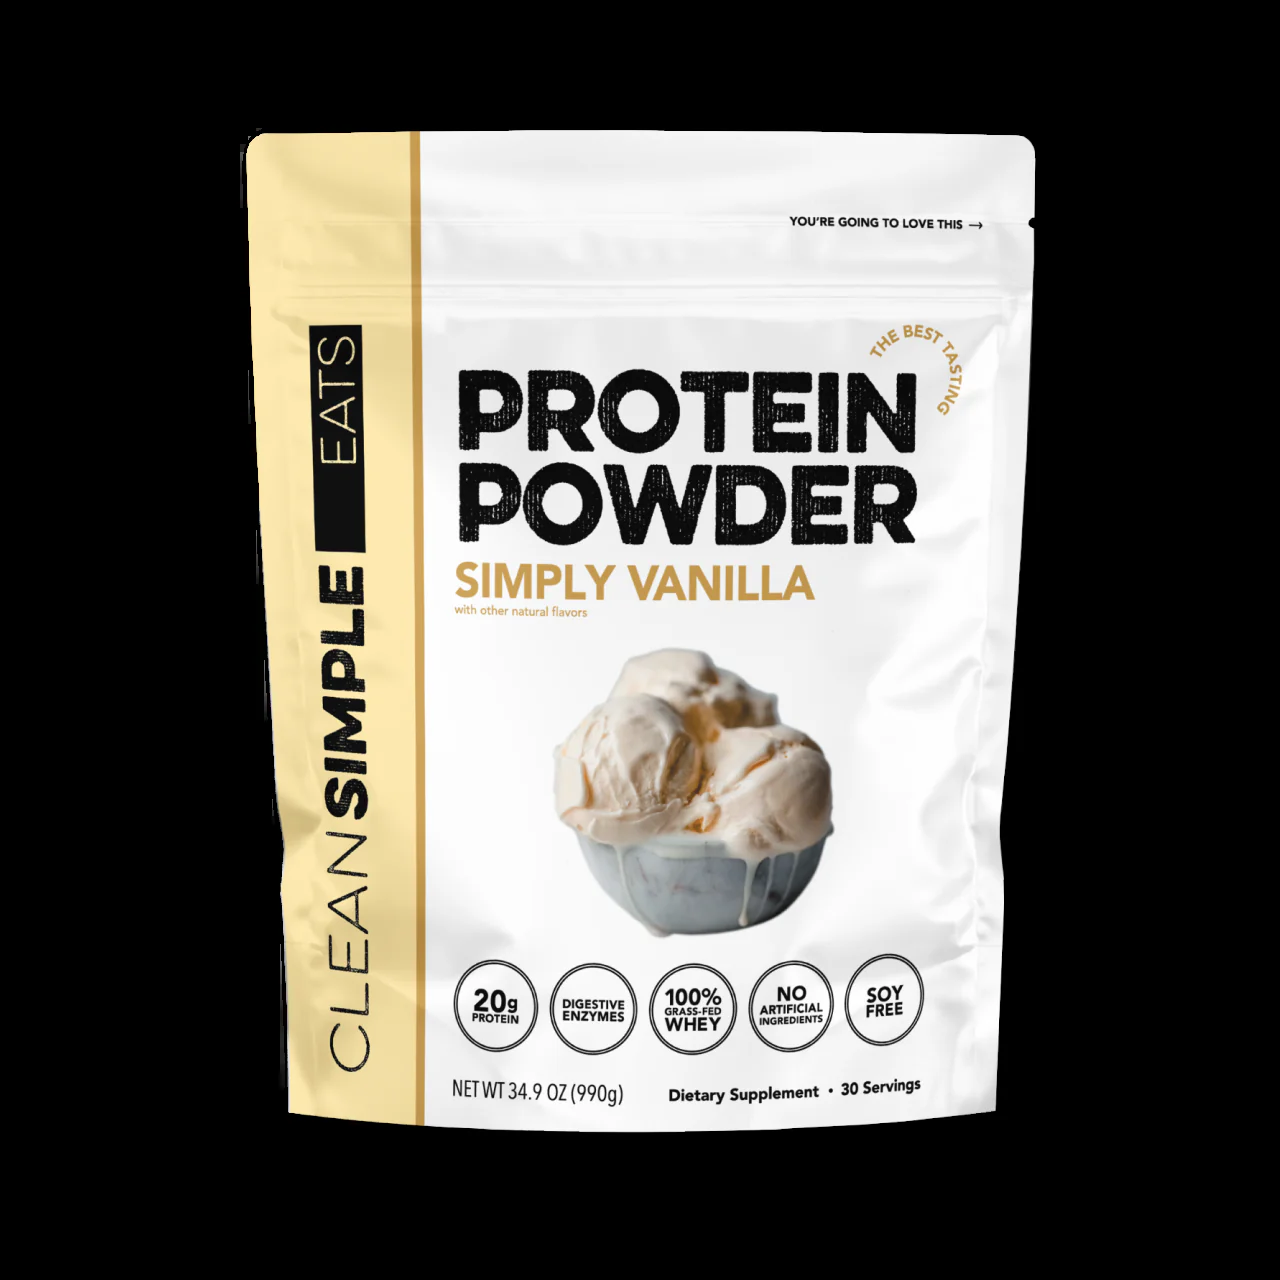 YOU'RE GOING TO LOVE THIS →
THE BEST TASTING
PROTEIN
POWDER
SIMPLY VANILLA
with other natural flavors
CLEANSIMPLE EATS
20g
PROTEIN
DIGESTIVE
ENZYMES
100%
GRASS-FED
WHEY
NO
ARTIFICIAL
INGREDIENTS
SOY
FREE
NET WT 34.9 OZ (990g)
Dietary Supplement • 30 Servings